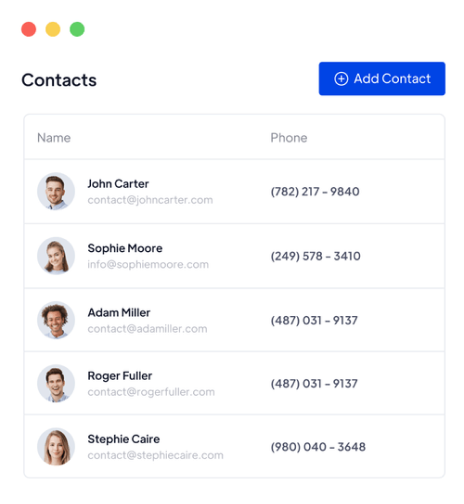 Contacts
Add Contact
Name Phone
John Carter
contact@johncarter.com
(782) 217 - 9840
Sophie Moore
info@sophiemoore.com
(249) 578 - 3410
Adam Miller
contact@adamiller.com
(487) 031 - 9137
Roger Fuller
contact@rogerfuller.com
(487) 031 - 9137
Stephie Caire
contact@stephiecaire.com
(980) 040 - 3648